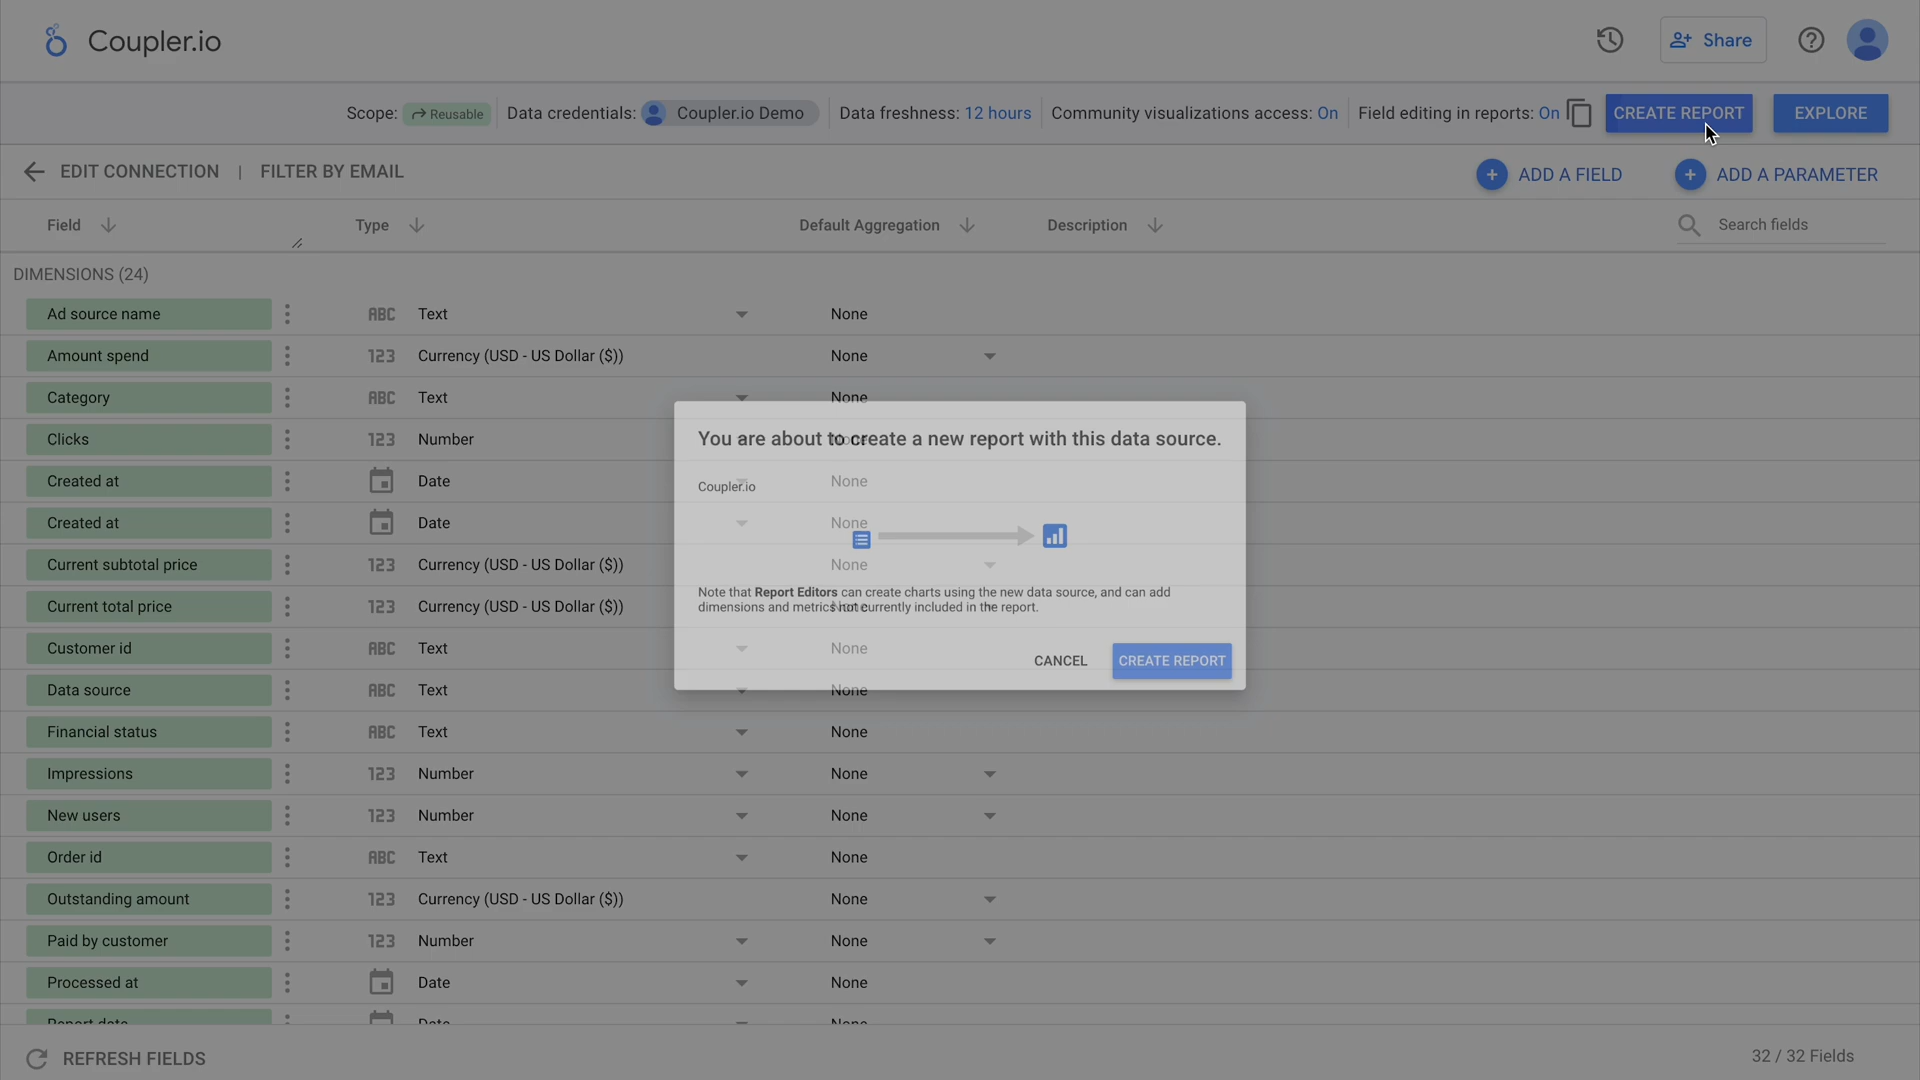 Coupler.io
Share
Scope: Reusable Data credentials: Coupler.io Demo Data freshness: 12 hours Community visualizations access: On Field editing in reports: On CREATE REPORT EXPLORE
EDIT CONNECTION | FILTER BY EMAIL + ADD A FIELD + ADD A PARAMETER
Field Type Default Aggregation Description Search fields
DIMENSIONS (24)
Ad source name ABC Text None
Amount spend 123 Currency (USD - US Dollar ($)) None
Category ABC Text None
Clicks 123 Number None
You are about to create a new report with this data source.
Created at Date None
Coupler.io
Created at Date None
Current subtotal price 123 Currency (USD - US Dollar ($)) None
Note that Report Editors can create charts using the new data source, and can add
dimensions and metrics not currently included in the report.
Current total price 123 Currency (USD - US Dollar ($)) None
Customer id ABC Text None
CANCEL CREATE REPORT
Data source ABC Text None
Financial status ABC Text None
Impressions 123 Number None
New users 123 Number None
Order id ABC Text None
Outstanding amount 123 Currency (USD - US Dollar ($)) None
Paid by customer 123 Number None
Processed at Date None
Report date Date None
REFRESH FIELDS 32 / 32 Fields